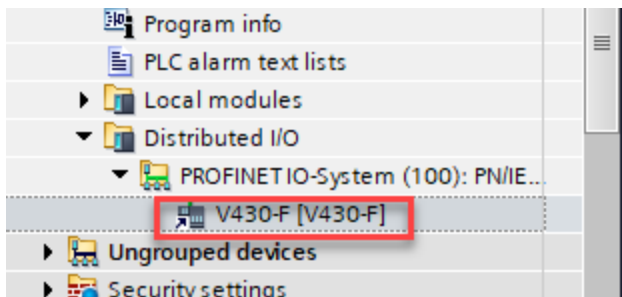 Program info
PLC alarm text lists
Local modules
Distributed I/O
PROFINET IO-System (100): PN/IE...
V430-F [V430-F]
Ungrouped devices
Security settings